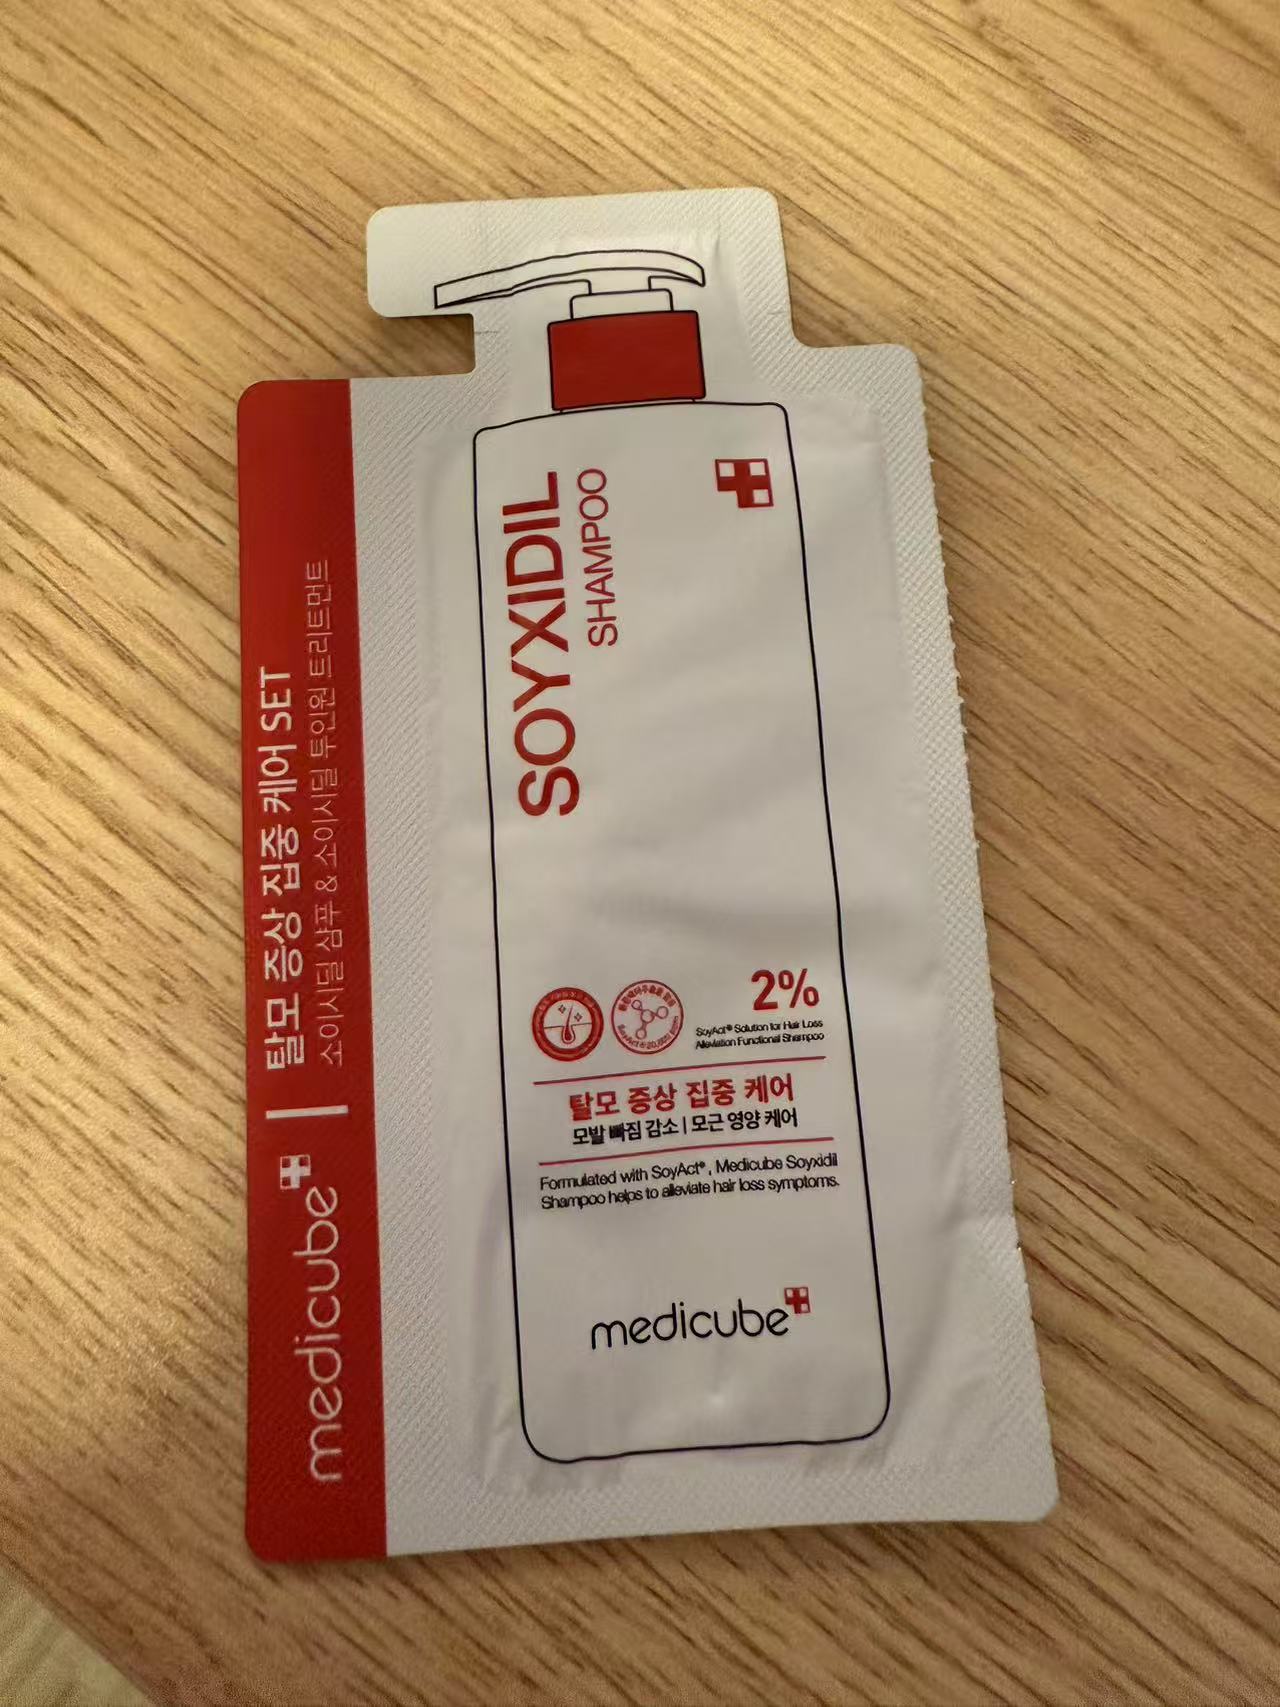 medicube
탈모 증상 집중 케어 SET
소이시딜 샴푸 & 소이시딜 투인원 트리트먼트
SOYXIDIL
SHAMPOO
2%
SoyAct® Solution for Hair Loss
Alleviation Functional Shampoo
탈모 증상 집중 케어
모발 빠짐 감소 | 모근 영양 케어
Formulated with SoyAct®, Medicube Soyxidil
Shampoo helps to alleviate hair loss symptoms.
medicube